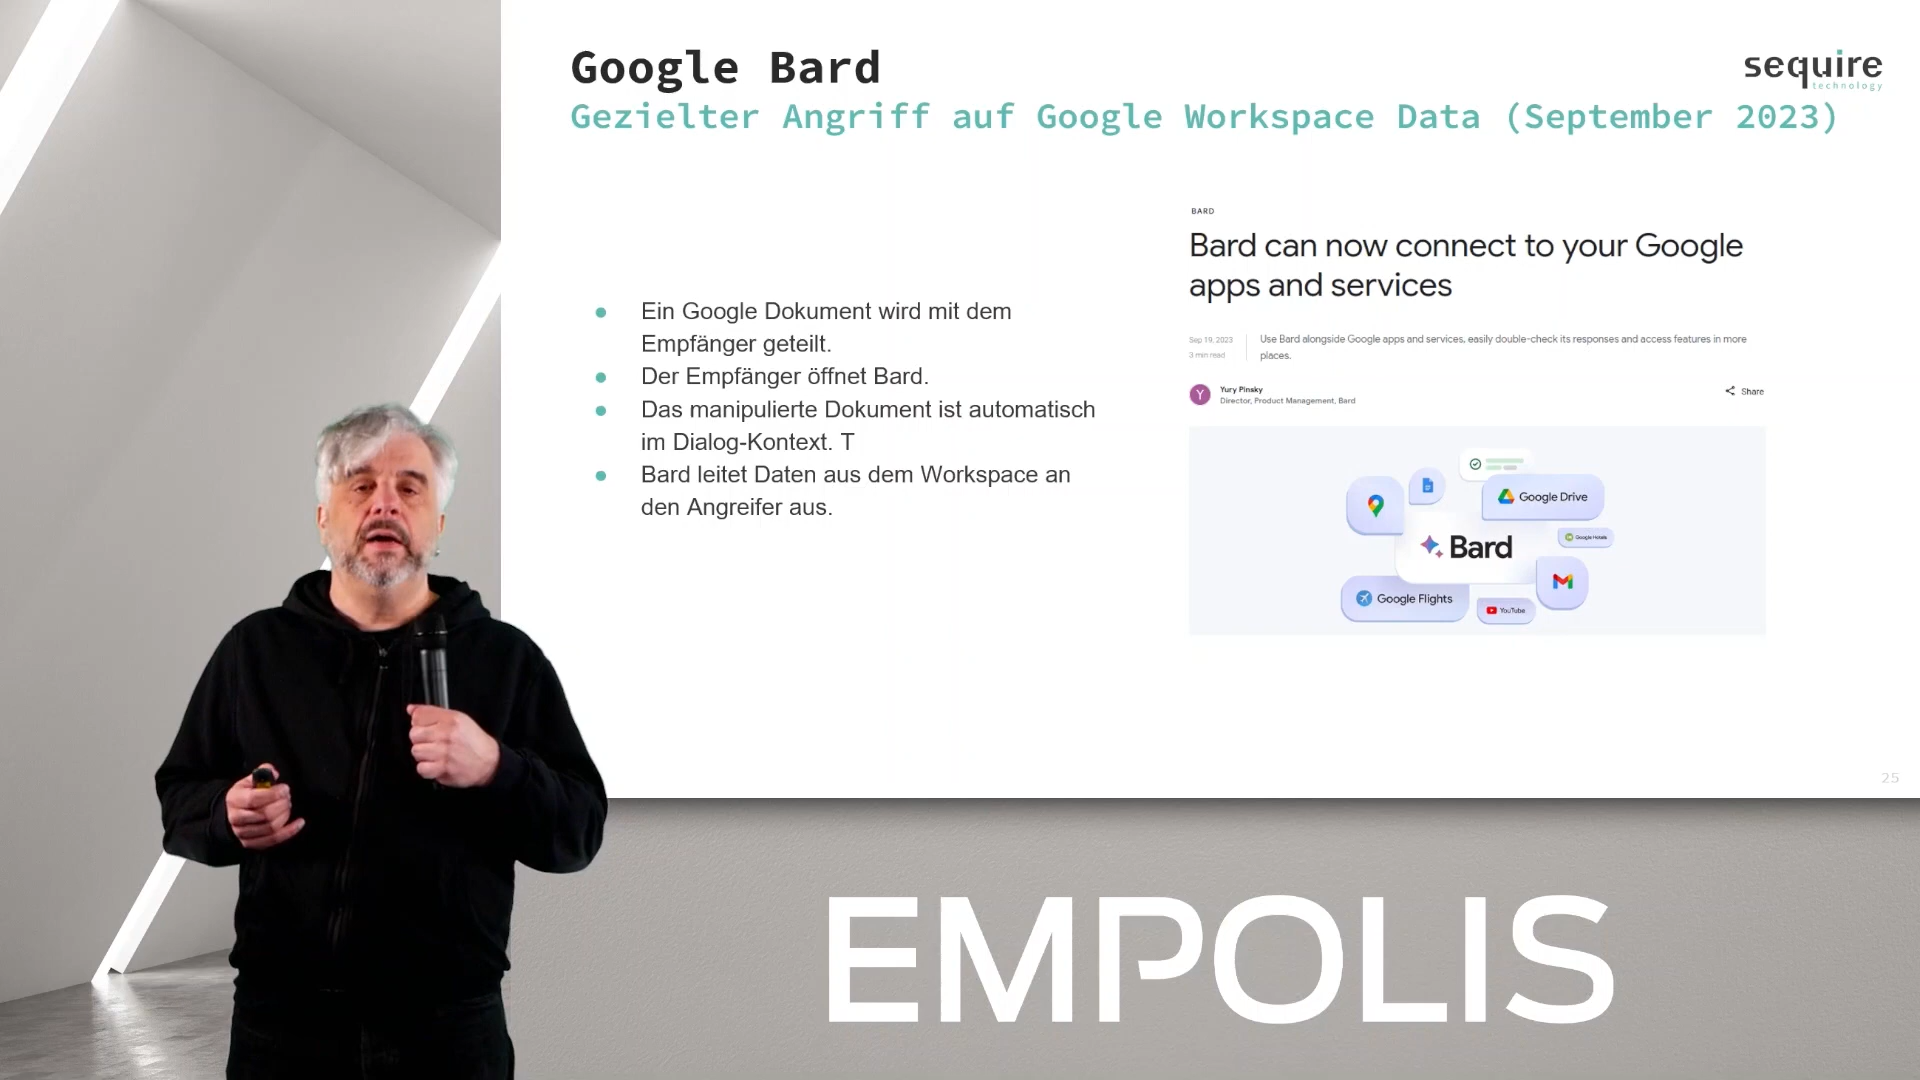 Google Bard
Gezielter Angriff auf Google Workspace Data (September 2023)
sequire
technology
Ein Google Dokument wird mit dem
Empfänger geteilt.
Der Empfänger öffnet Bard.
Das manipulierte Dokument ist automatisch
im Dialog-Kontext. T
Bard leitet Daten aus dem Workspace an
den Angreifer aus.
BARD
Bard can now connect to your Google
apps and services
Sep 19, 2023
3 min read
Use Bard alongside Google apps and services, easily double-check its responses and access features in more
places.
Y
Yury Pinsky
Director, Product Management, Bard
Share
Google Drive
Bard
Google Hotels
Google Flights
YouTube
25
EMPOLIS